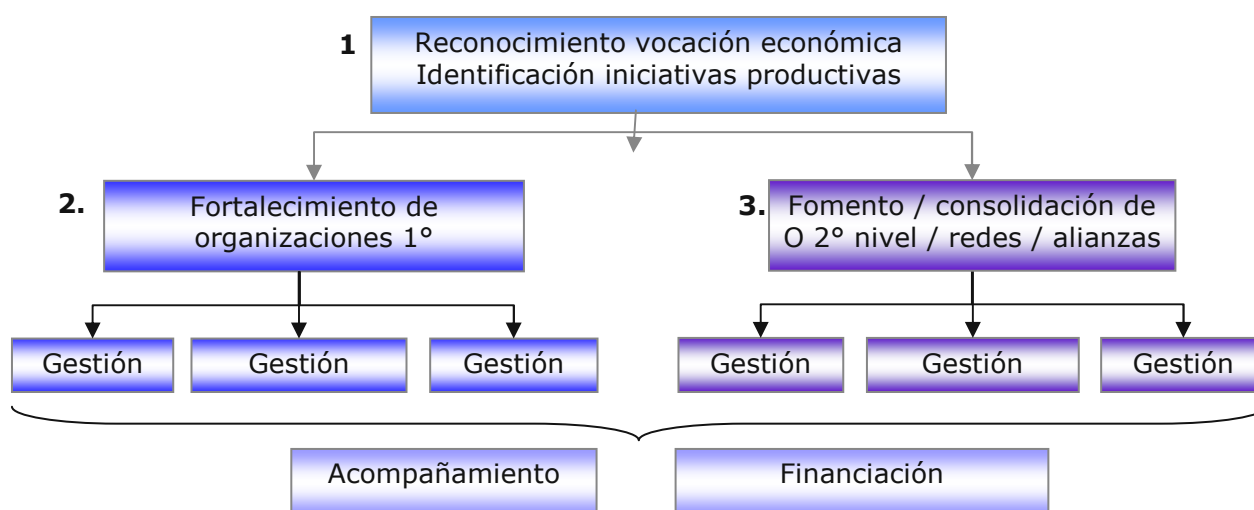 1
Reconocimiento vocación económica
Identificación iniciativas productivas
2.
Fortalecimiento de
organizaciones 1°
3.
Fomento / consolidación de
O 2° nivel / redes / alianzas
Gestión
Gestión
Gestión
Gestión
Gestión
Gestión
Acompañamiento
Financiación